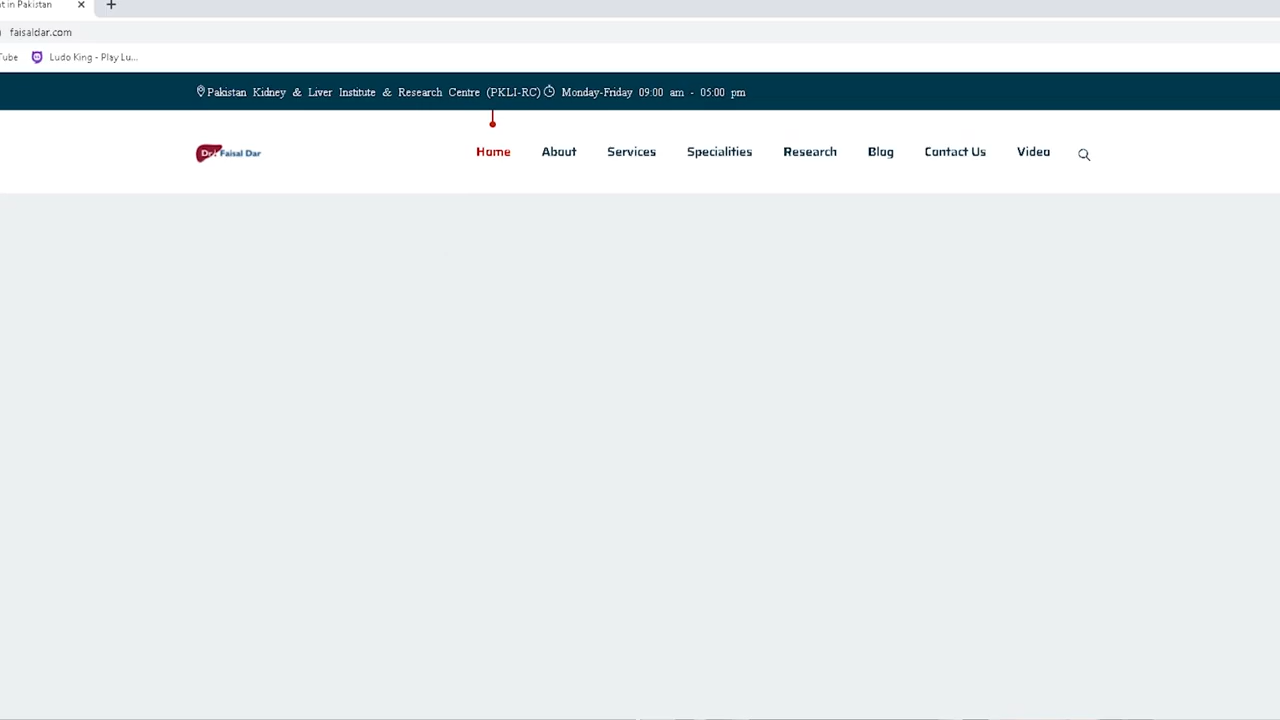 t in Pakistan
faisaldar.com
Tube Ludo King - Play Lu...
Pakistan Kidney & Liver Institute & Research Centre (PKLI-RC) Monday-Friday 09:00 am - 05:00 pm
Dr. Faisal Dar Home About Services Specialities Research Blog Contact Us Video